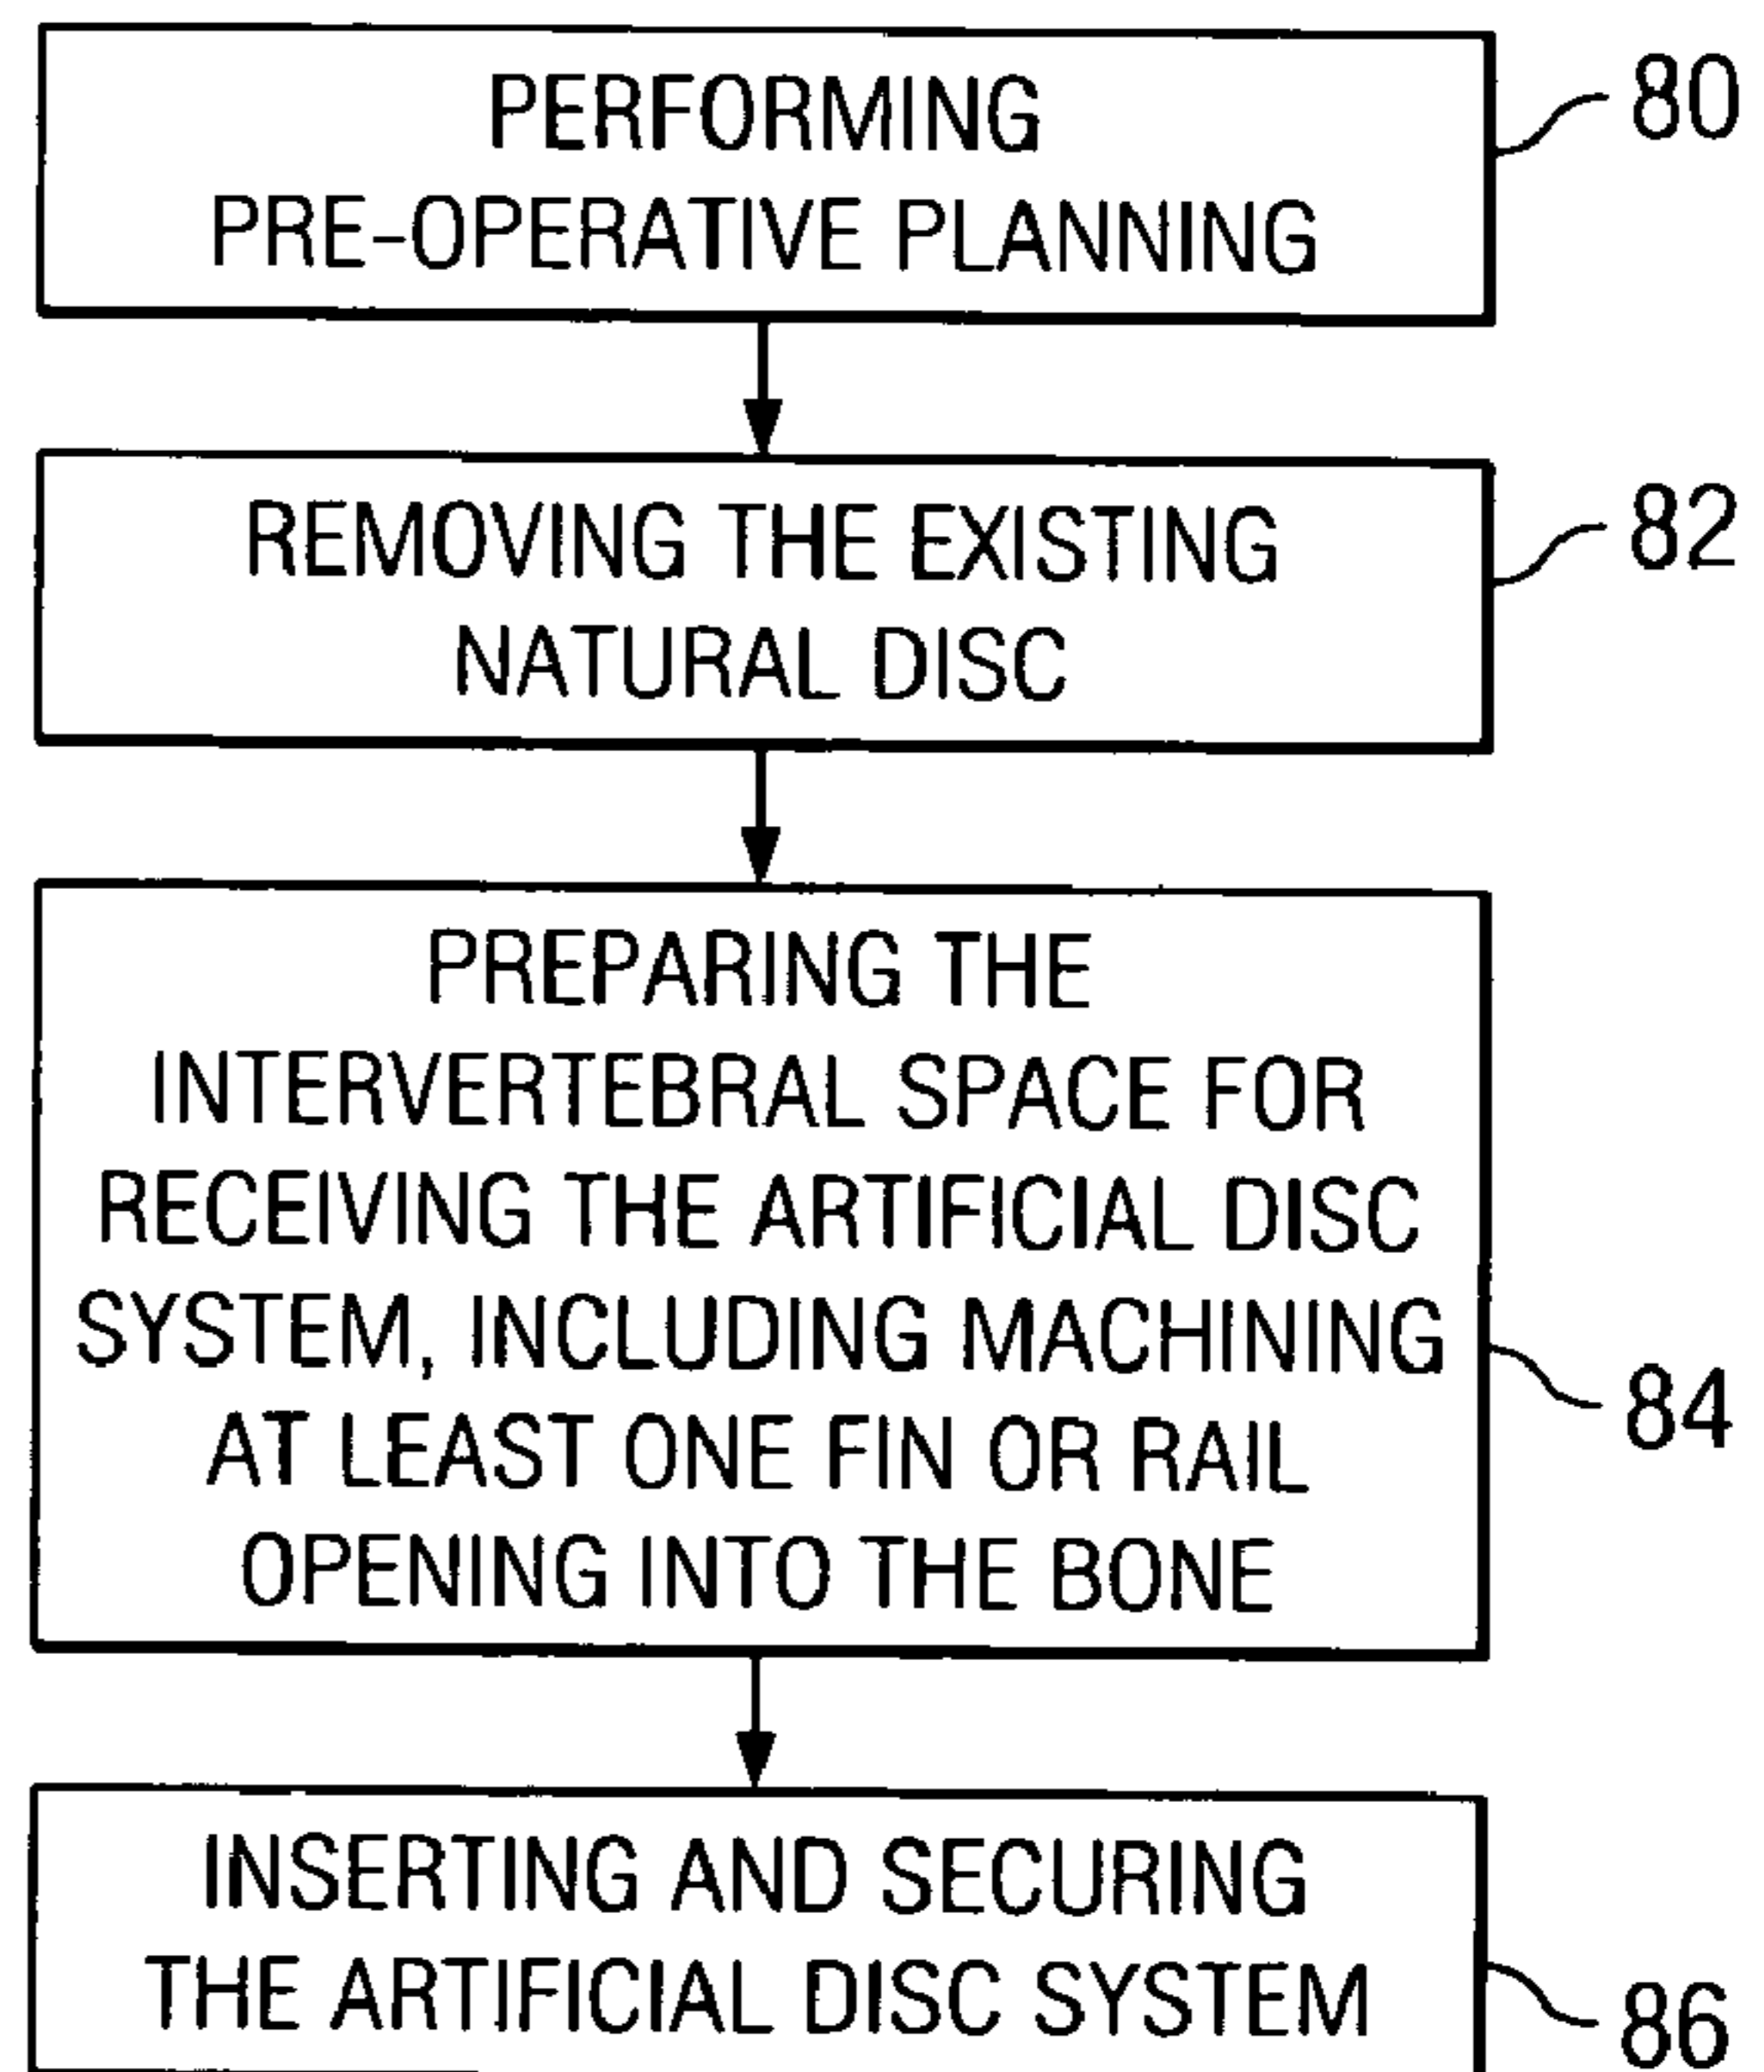 PERFORMING
PRE-OPERATIVE PLANNING
80
REMOVING THE EXISTING
NATURAL DISC
82
PREPARING THE
INTERVERTEBRAL SPACE FOR
RECEIVING THE ARTIFICIAL DISC
SYSTEM, INCLUDING MACHINING
AT LEAST ONE FIN OR RAIL
OPENING INTO THE BONE
84
INSERTING AND SECURING
THE ARTIFICIAL DISC SYSTEM
86